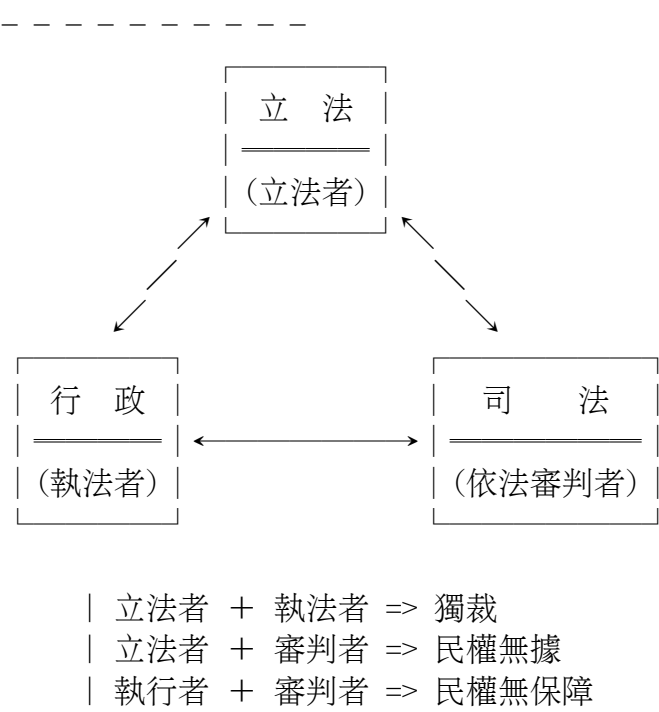 立　法
(立法者)
行　政　司　　法
(執法者)　(依法審判者)
| 立法者 ＋ 執法者 => 獨裁
| 立法者 ＋ 審判者 => 民權無據
| 執行者 ＋ 審判者 => 民權無保障